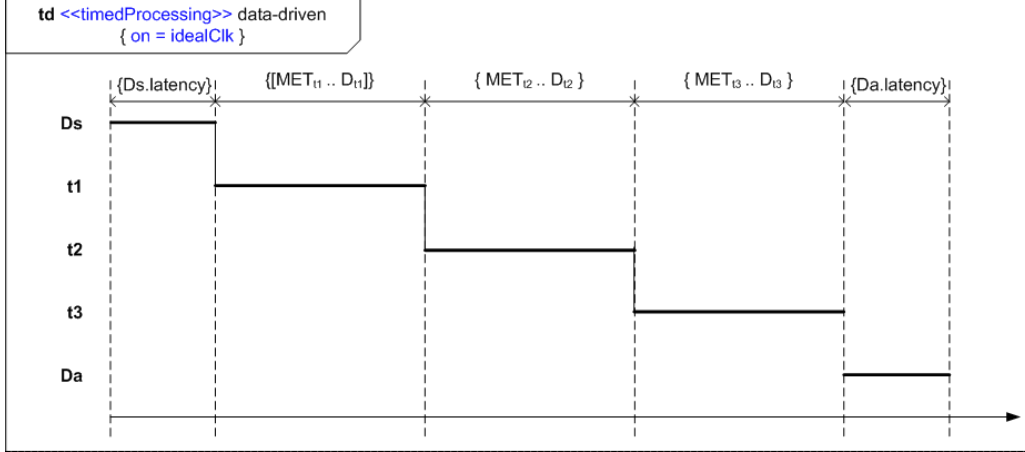 td <<timedProcessing>> data-driven
{ on = idealClk }
{Ds.latency} {[METt1 .. Dt1]} { METt2 .. Dt2 } { METt3 .. Dt3 } {Da.latency}
Ds
t1
t2
t3
Da